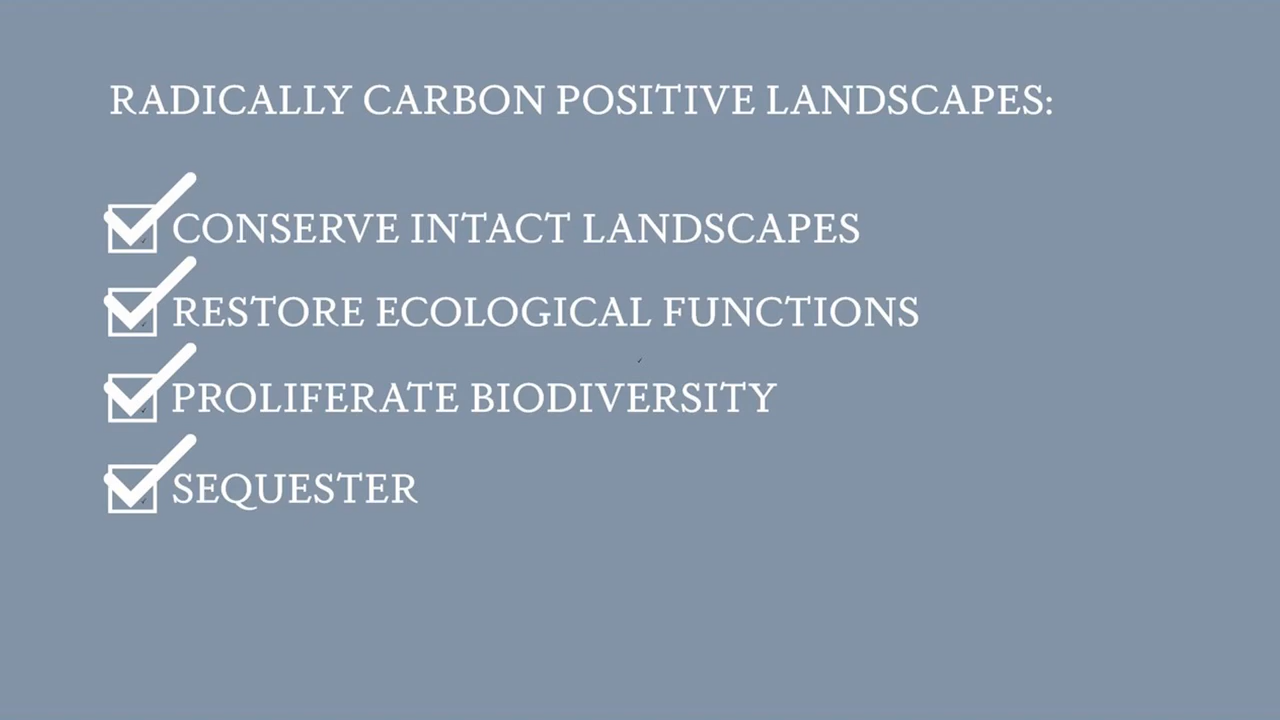 RADICALLY CARBON POSITIVE LANDSCAPES:
CONSERVE INTACT LANDSCAPES
RESTORE ECOLOGICAL FUNCTIONS
PROLIFERATE BIODIVERSITY
SEQUESTER